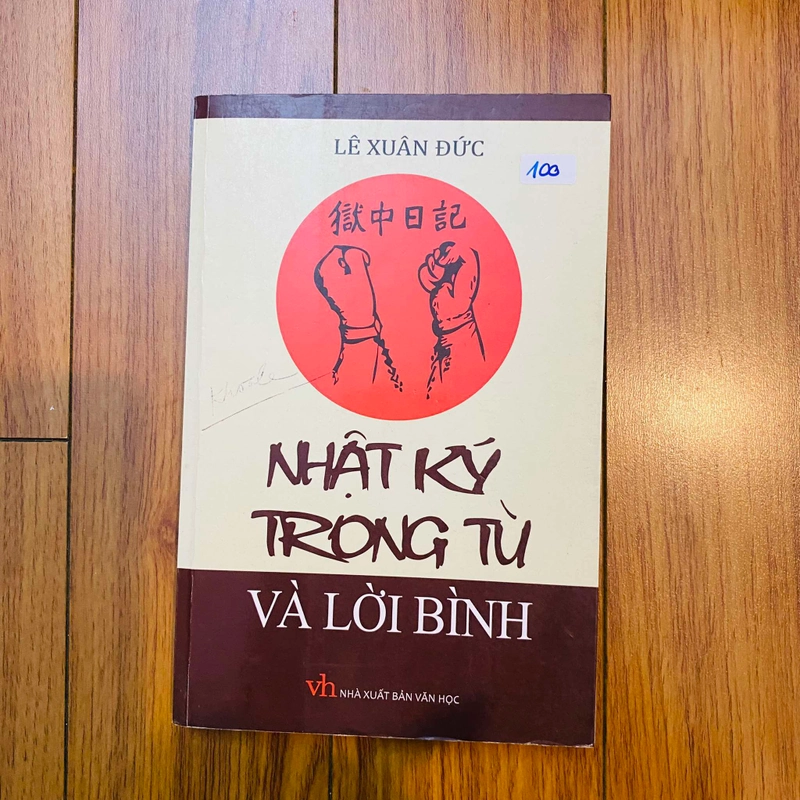 LÊ XUÂN ĐỨC
100
獄中日記
NHẬT KÝ
TRONG TÙ
VÀ LỜI BÌNH
vh NHÀ XUẤT BẢN VĂN HỌC